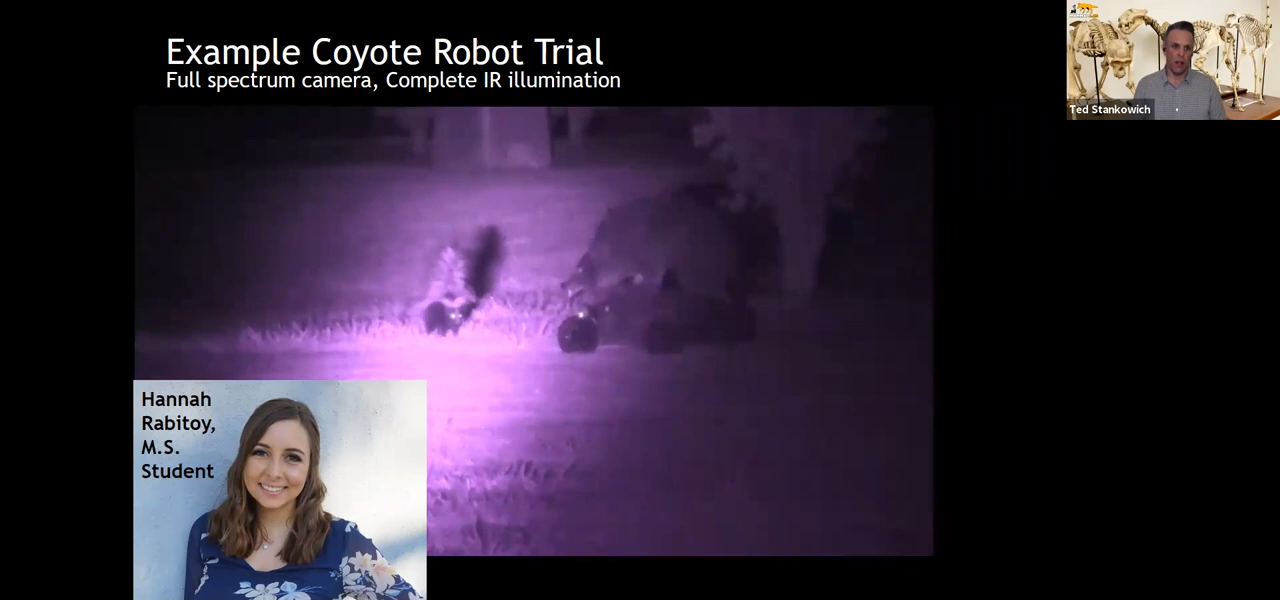 Example Coyote Robot Trial
Full spectrum camera, Complete IR illumination
Ted Stankowich
Hannah
Rabitoy,
M.S.
Student